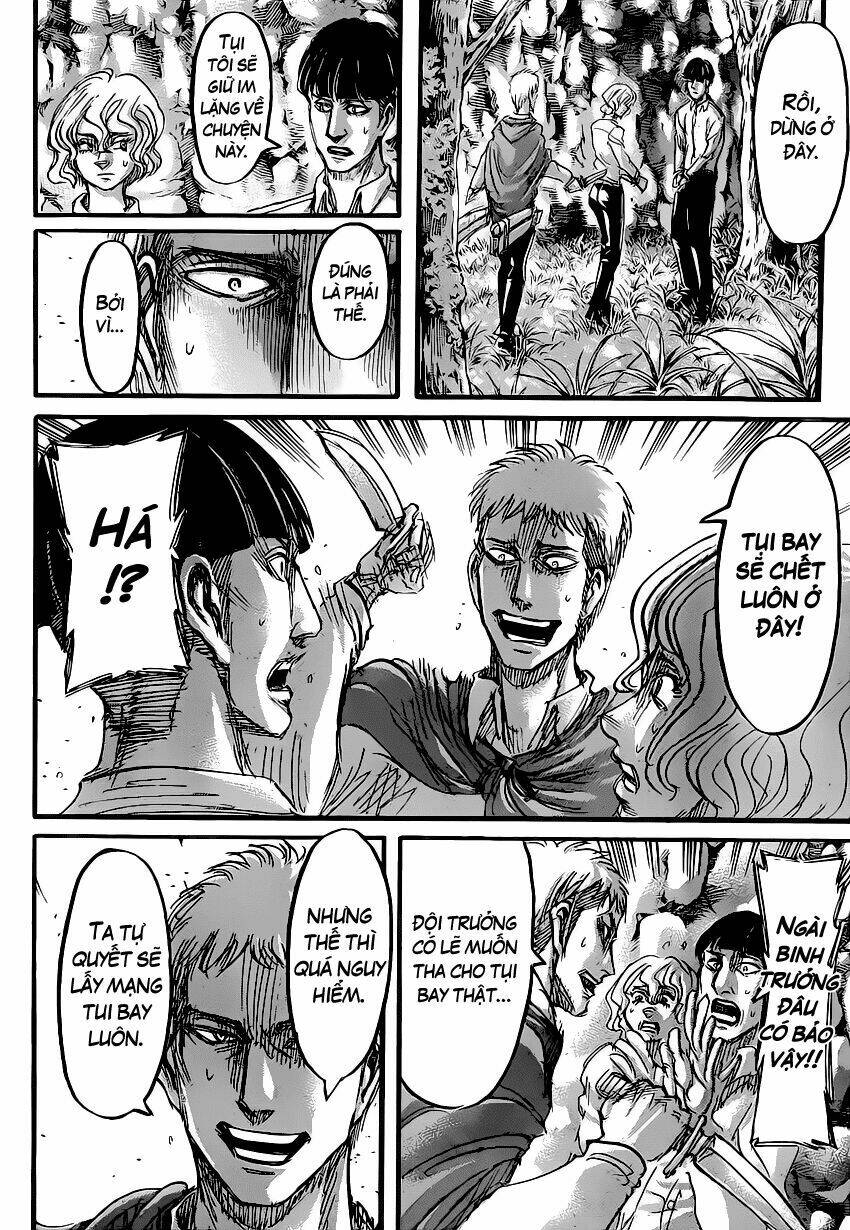 RỒI,
DỪNG Ở
ĐÂY.
TỤI
TÔI SẼ
GIỮ IM
LẶNG VỀ
CHUYỆN
NÀY.
ĐÚNG
LÀ PHẢI
THẾ.
BỞI
VÌ...
TỤI BAY
SẼ CHẾT
LUÔN Ở
ĐÂY!
HÁ
!?
NGÀI
BINH
TRƯỞNG
ĐÂU
CÓ BẢO
VẬY!!
ĐỘI TRƯỞNG
CÓ LẼ MUỐN
THA CHO TỤI
BAY THẬT...
NHƯNG
THẾ THÌ
QUÁ NGUY
HIỂM.
TA TỰ
QUYẾT SẼ
LẤY MẠNG
TUI BAY
LUÔN.